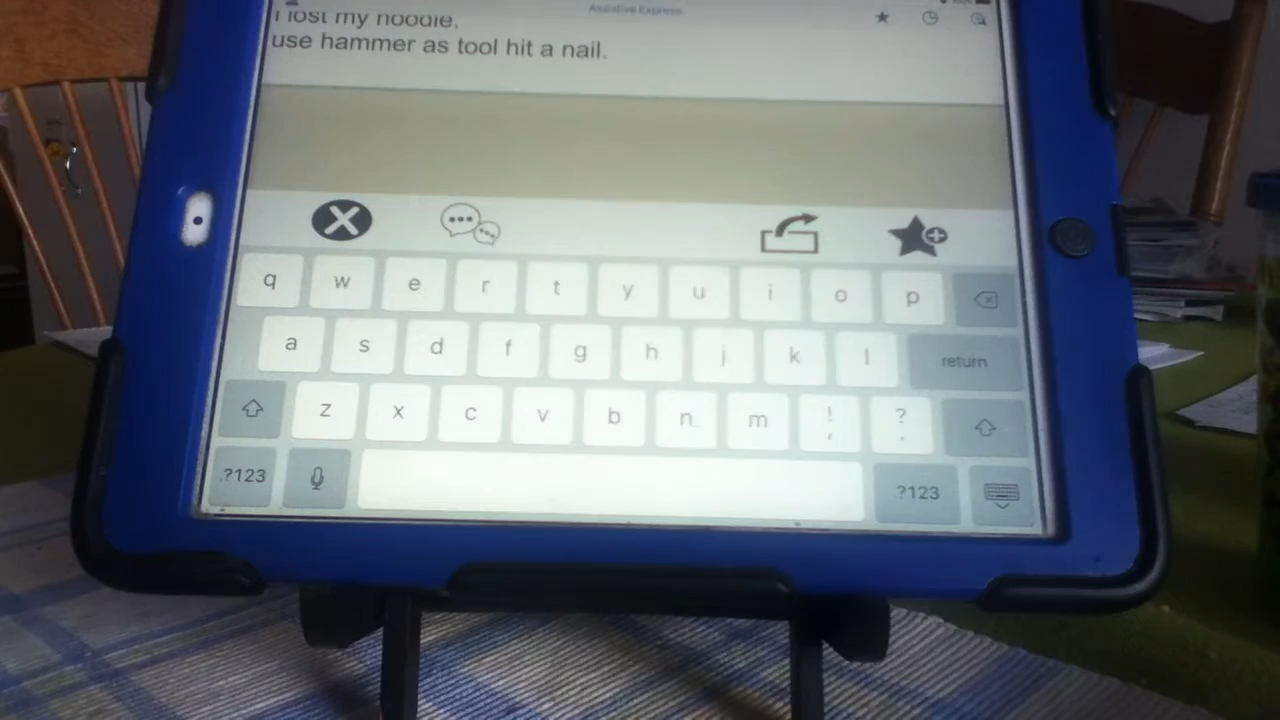 Assistive Express
I lost my noodle.
use hammer as tool hit a nail.
q w e r t y u i o p
a s d f g h j k l return
z x c v b n m ! , ? .
.?123 .?123